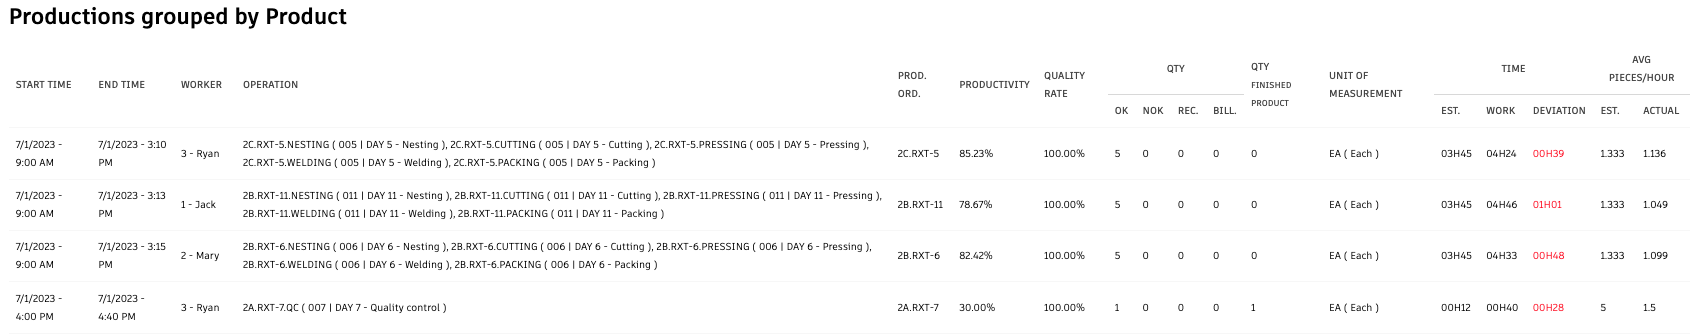 Productions grouped by Product
START TIME END TIME WORKER OPERATION PROD. ORD. PRODUCTIVITY QUALITY RATE QTY QTY FINISHED PRODUCT UNIT OF MEASUREMENT TIME AVG PIECES/HOUR
OK NOK REC. BILL. EST. WORK DEVIATION EST. ACTUAL
7/1/2023 - 7/1/2023 - 3:10 2C.RXT-5.NESTING ( 005 | DAY 5 - Nesting ), 2C.RXT-5.CUTTING ( 005 | DAY 5 - Cutting ), 2C.RXT-5.PRESSING ( 005 | DAY 5 - Pressing ),
3 - Ryan 2C.RXT-5 85.23% 100.00% 5 0 0 0 0 EA ( Each ) 03H45 04H24 00H39 1.333 1.136
9:00 AM PM 2C.RXT-5.WELDING ( 005 | DAY 5 - Welding ), 2C.RXT-5.PACKING ( 005 | DAY 5 - Packing )
7/1/2023 - 7/1/2023 - 3:13 2B.RXT-11.NESTING ( 011 | DAY 11 - Nesting ), 2B.RXT-11.CUTTING ( 011 | DAY 11 - Cutting ), 2B.RXT-11.PRESSING ( 011 | DAY 11 - Pressing ),
1 - Jack 2B.RXT-11 78.67% 100.00% 5 0 0 0 0 EA ( Each ) 03H45 04H46 01H01 1.333 1.049
9:00 AM PM 2B.RXT-11.WELDING ( 011 | DAY 11 - Welding ), 2B.RXT-11.PACKING ( 011 | DAY 11 - Packing )
7/1/2023 - 7/1/2023 - 3:15 2B.RXT-6.NESTING ( 006 | DAY 6 - Nesting ), 2B.RXT-6.CUTTING ( 006 | DAY 6 - Cutting ), 2B.RXT-6.PRESSING ( 006 | DAY 6 - Pressing ),
2 - Mary 2B.RXT-6 82.42% 100.00% 5 0 0 0 0 EA ( Each ) 03H45 04H33 00H48 1.333 1.099
9:00 AM PM 2B.RXT-6.WELDING ( 006 | DAY 6 - Welding ), 2B.RXT-6.PACKING ( 006 | DAY 6 - Packing )
7/1/2023 - 7/1/2023 -
3 - Ryan 2A.RXT-7.QC ( 007 | DAY 7 - Quality control ) 2A.RXT-7 30.00% 100.00% 1 0 0 0 1 EA ( Each ) 00H12 00H40 00H28 5 1.5
4:00 PM 4:40 PM